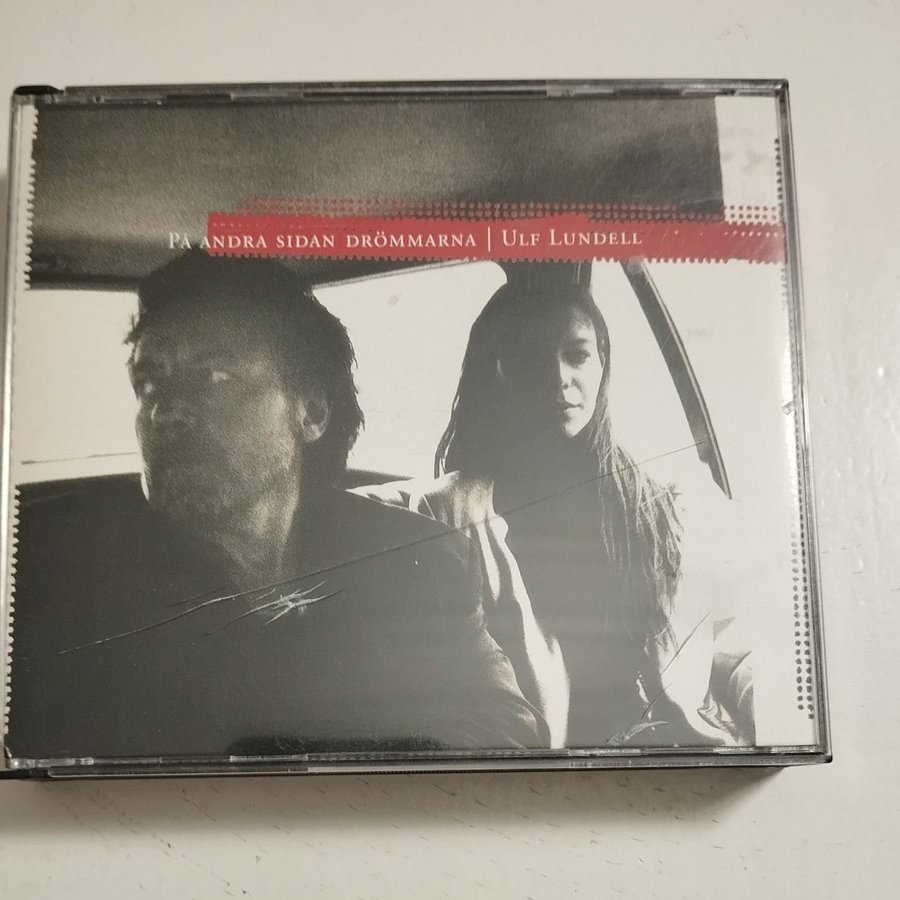 På andra sidan drömmarna | Ulf Lundell